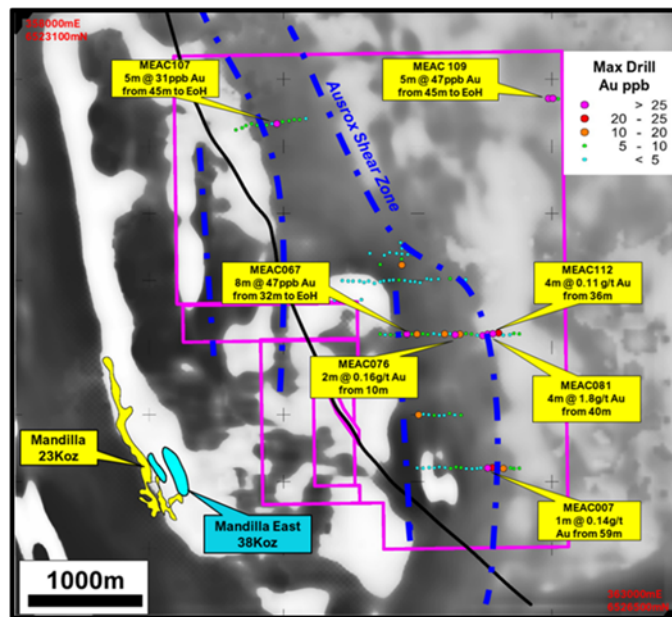 MEAC107
5m @ 31ppb Au
from 45m to EoH
MEAC 109
5m @ 47ppb Au
from 45m to EoH
Max Drill
Au ppb
> 25
20 - 25
10 - 20
5 - 10
< 5
Ausrox Shear Zone
MEAC067
8m @ 47ppb Au
from 32m to EoH
MEAC112
4m @ 0.11 g/t Au
from 36m
MEAC076
2m @ 0.16g/t Au
from 10m
MEAC081
4m @ 1.8g/t Au
from 40m
Mandilla
23Koz
Mandilla East
38Koz
MEAC007
1m @ 0.14g/t
Au from 59m
1000m